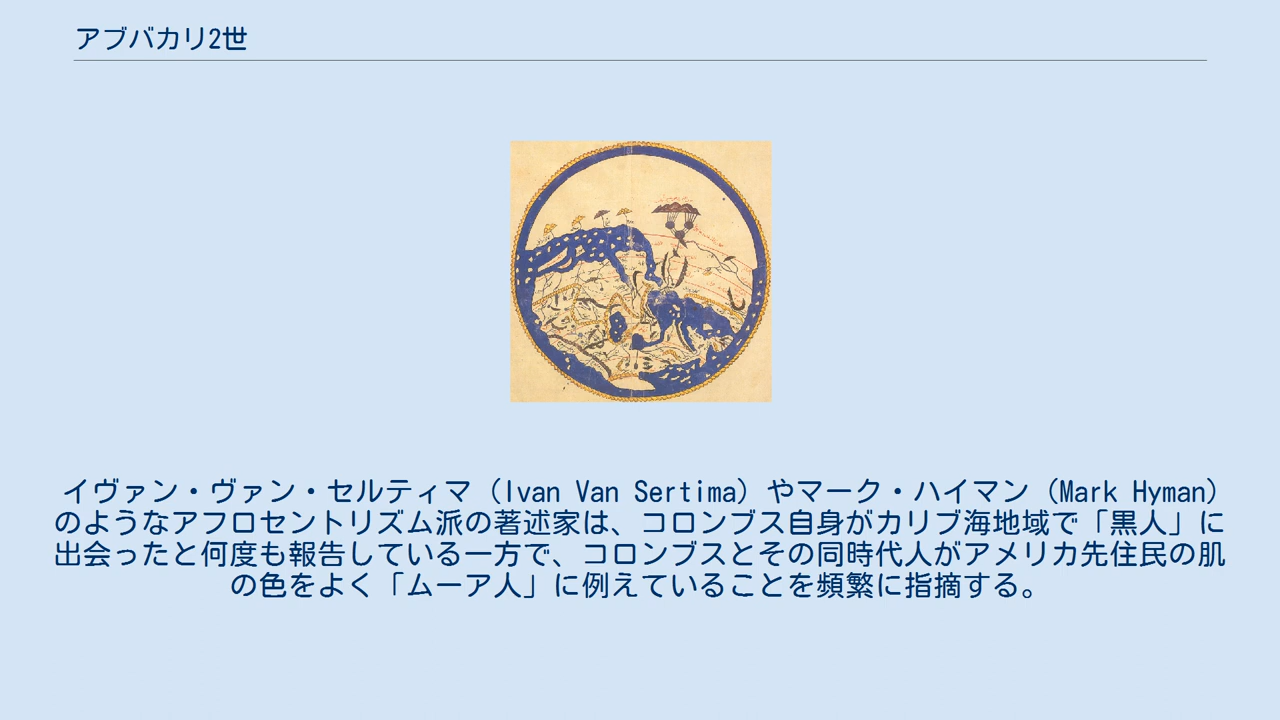 アブバカリ2世
イヴァン・ヴァン・セルティマ（Ivan Van Sertima）やマーク・ハイマン（Mark Hyman）
のようなアフロセントリズム派の著述家は、コロンブス自身がカリブ海地域で「黒人」に
出会ったと何度も報告している一方で、コロンブスとその同時代人がアメリカ先住民の肌
の色をよく「ムーア人」に例えていることを頻繁に指摘する。